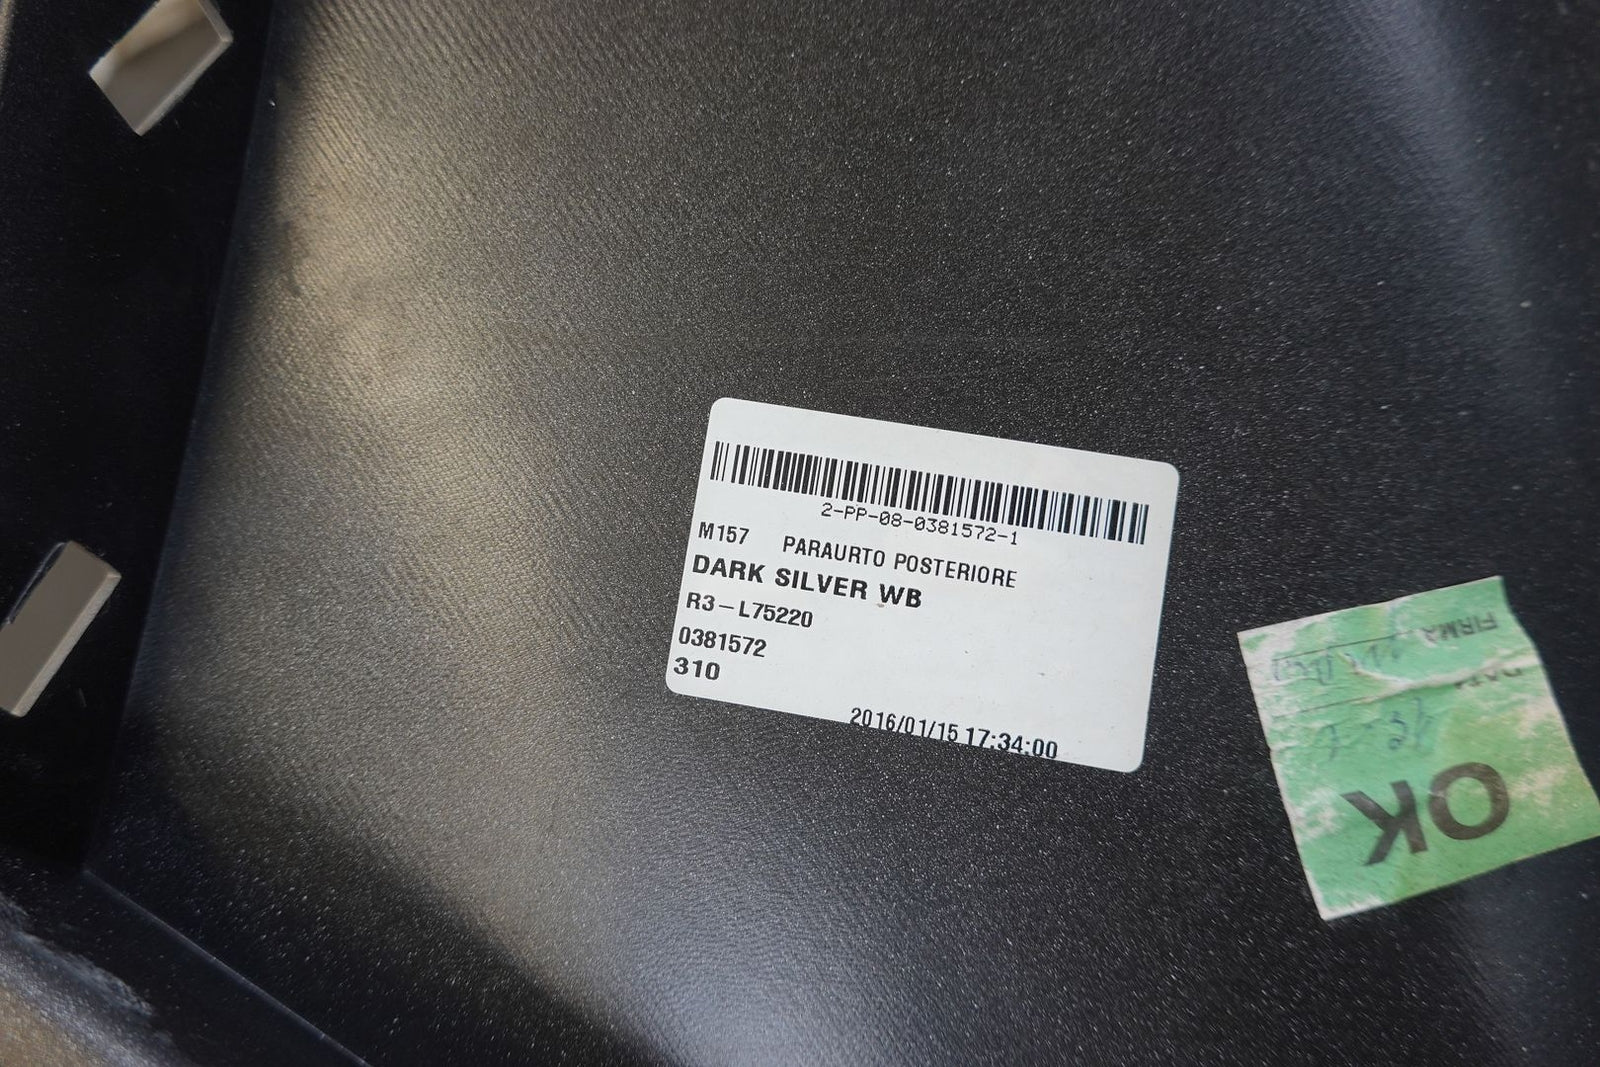 2-PP-08-0381572-1
M157 PARAURTO POSTERIORE
DARK SILVER WB
R3-L75220
0381572
310
2016/01/15 17:34:00
OK
DATA
FIRMA